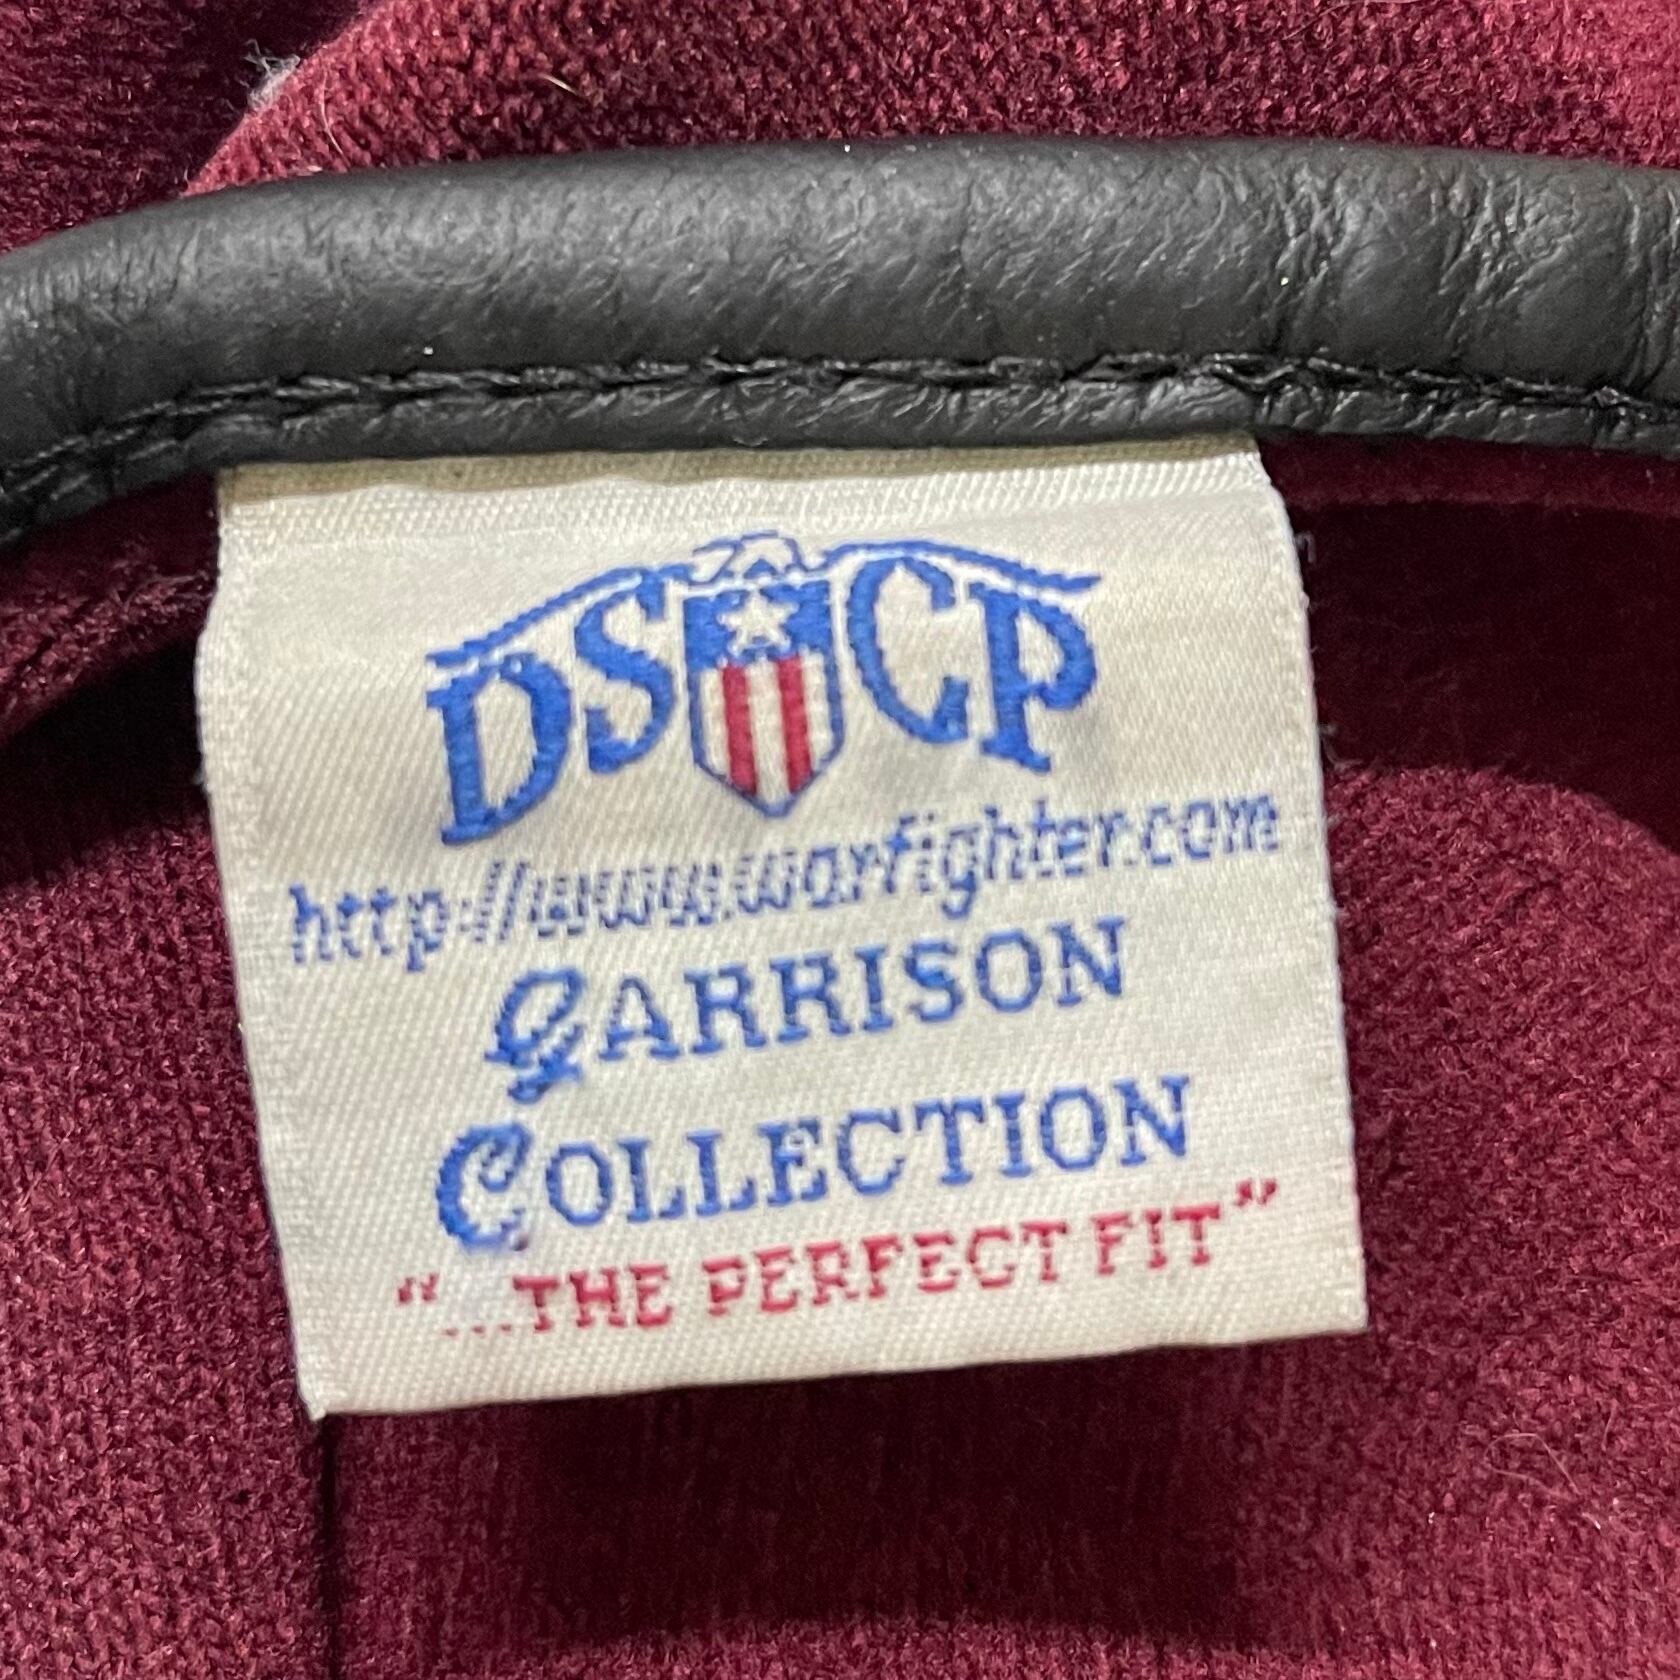 DSCP
http://www.warfighter.com
GARRISON
COLLECTION
"...THE PERFECT FIT"